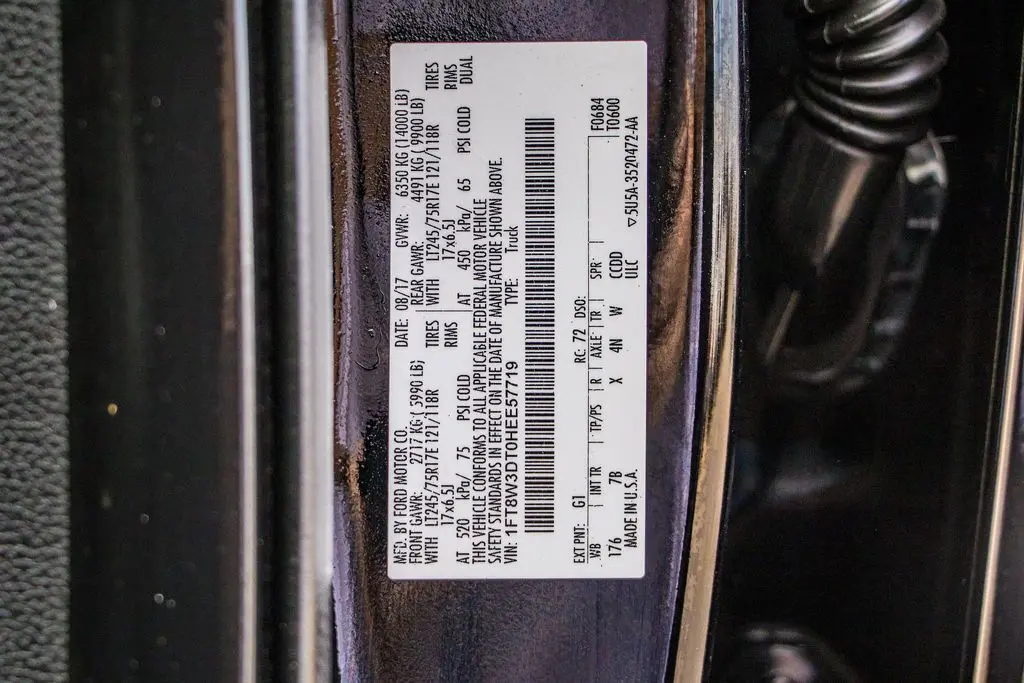 MFD. BY FORD MOTOR CO. DATE: 08/17 GVWR: 6350 KG (14000 LB)
FRONT GAWR: 2717 KG ( 3990 LB) REAR GAWR: 4491 KG ( 9900 LB)
WITH LT245/75R17E 121/118R TIRES WITH LT245/75R17E 121/118R TIRES
17x6.5J RIMS 17x6.5J RIMS
AT 520 kPa/ 75 PSI COLD AT 450 kPa/ 65 PSI COLD DUAL
THIS VEHICLE CONFORMS TO ALL APPLICABLE FEDERAL MOTOR VEHICLE
SAFETY STANDARDS IN EFFECT ON THE DATE OF MANUFACTURE SHOWN ABOVE.
VIN: 1FT8W3DT0HEE57719 TYPE: Truck
F0684
EXT PNT: G1 RC: 72 DSO: T0600
WB INT TR TP/PS R AXLE TR SPR
176 7B X 4N W CCDD
MADE IN U.S.A. ULC ▽5U5A-3520472-AA